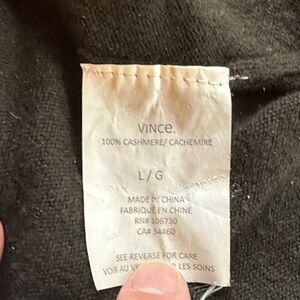 VINCE.
100% CASHMERE/ CACHEMIRE
L / G
MADE IN CHINA
FABRIQUÉ EN CHINE
RN# 106730
CA# 34460
SEE REVERSE FOR CARE
VOIR AU LES SOINS